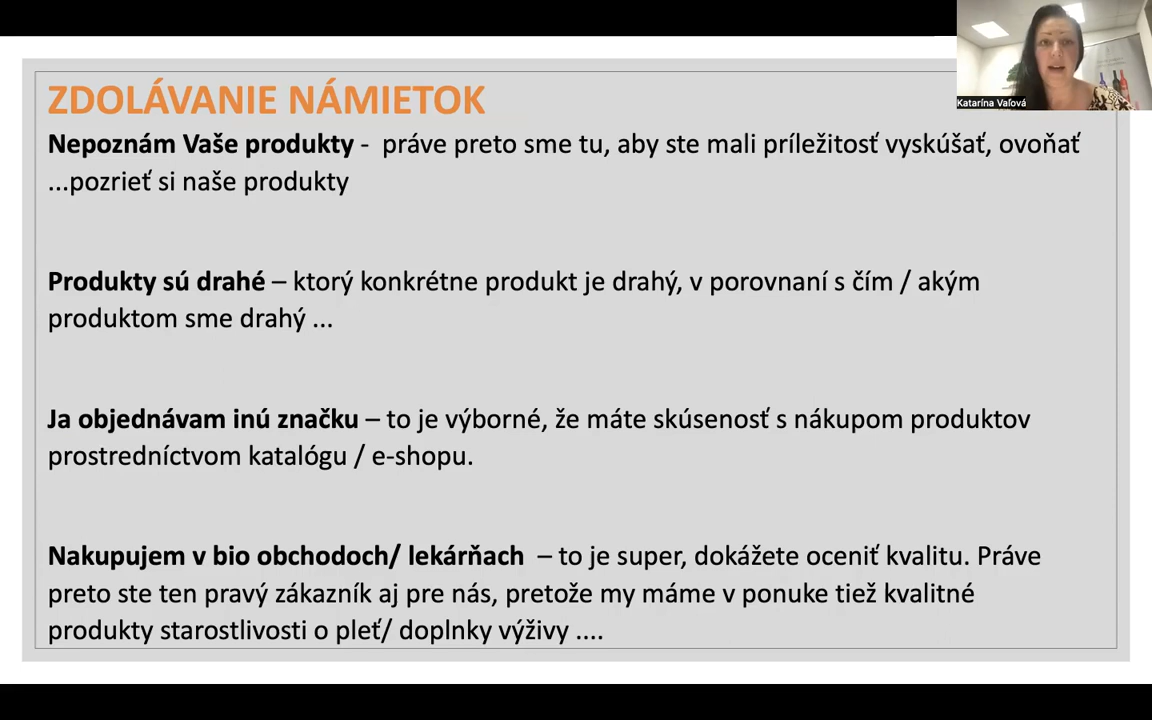 Katarína Vaľová
ZDOLÁVANIE NÁMIETOK
Nepoznám Vaše produkty - práve preto sme tu, aby ste mali príležitosť vyskúšať, ovoňať
...pozrieť si naše produkty
Produkty sú drahé – ktorý konkrétne produkt je drahý, v porovnaní s čím / akým
produktom sme drahý ...
Ja objednávam inú značku – to je výborné, že máte skúsenosť s nákupom produktov
prostredníctvom katalógu / e-shopu.
Nakupujem v bio obchodoch/ lekárňach – to je super, dokážete oceniť kvalitu. Práve
preto ste ten pravý zákazník aj pre nás, pretože my máme v ponuke tiež kvalitné
produkty starostlivosti o pleť/ doplnky výživy ....